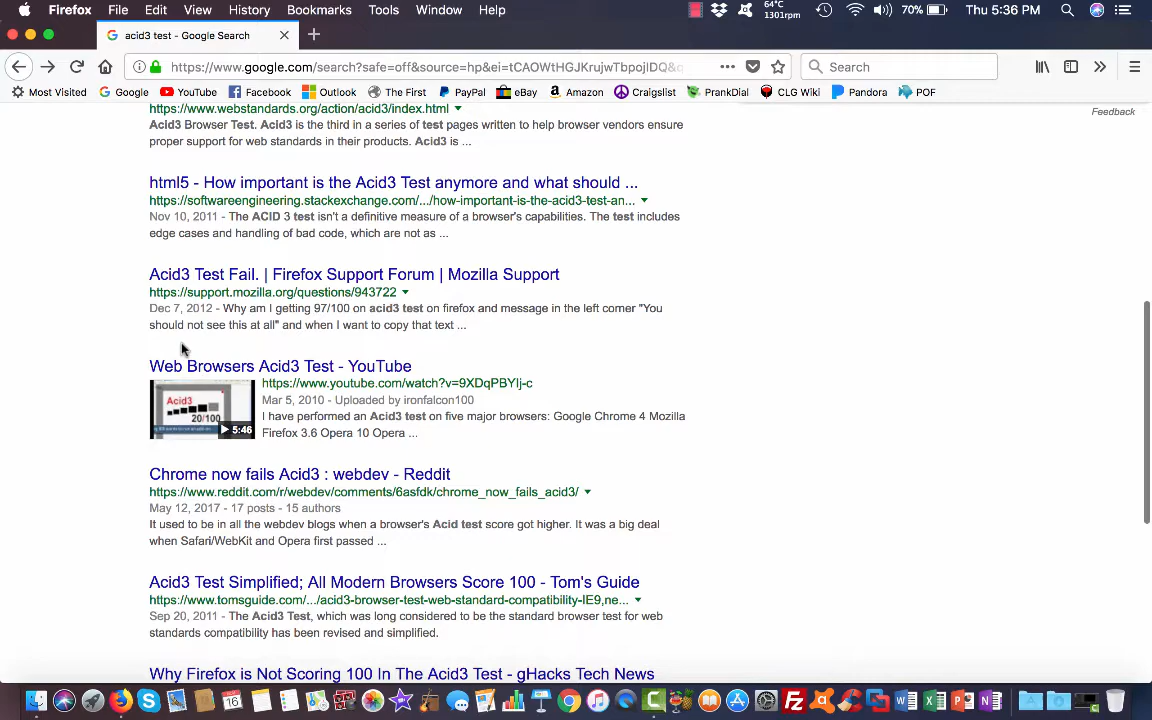 Firefox File Edit View History Bookmarks Tools Window Help 64°C 1301rpm 70% Thu 5:36 PM
acid3 test - Google Search
https://www.google.com/search?safe=off&source=hp&ei=tCAOWtHGJKrujwTbpojIDQ& Search
Most Visited Google YouTube Facebook Outlook The First PayPal eBay Amazon Craigslist PrankDial CLG Wiki Pandora POF
https://www.webstandards.org/action/acid3/index.html
Feedback
Acid3 Browser Test. Acid3 is the third in a series of test pages written to help browser vendors ensure
proper support for web standards in their products. Acid3 is ...
html5 - How important is the Acid3 Test anymore and what should ...
https://softwareengineering.stackexchange.com/.../how-important-is-the-acid3-test-an...
Nov 10, 2011 - The ACID 3 test isn't a definitive measure of a browser's capabilities. The test includes
edge cases and handling of bad code, which are not as ...
Acid3 Test Fail. | Firefox Support Forum | Mozilla Support
https://support.mozilla.org/questions/943722
Dec 7, 2012 - Why am I getting 97/100 on acid3 test on firefox and message in the left corner "You
should not see this at all" and when I want to copy that text ...
Web Browsers Acid3 Test - YouTube
https://www.youtube.com/watch?v=9XDqPBYIj-c
Mar 5, 2010 - Uploaded by ironfalcon100
I have performed an Acid3 test on five major browsers: Google Chrome 4 Mozilla
Firefox 3.6 Opera 10 Opera ...
Acid3
20/100
5:46
Chrome now fails Acid3 : webdev - Reddit
https://www.reddit.com/r/webdev/comments/6asfdk/chrome_now_fails_acid3/
May 12, 2017 - 17 posts - 15 authors
It used to be in all the webdev blogs when a browser's Acid test score got higher. It was a big deal
when Safari/WebKit and Opera first passed ...
Acid3 Test Simplified; All Modern Browsers Score 100 - Tom's Guide
https://www.tomsguide.com/.../acid3-browser-test-web-standard-compatibility-IE9,ne...
Sep 20, 2011 - The Acid3 Test, which was long considered to be the standard browser test for web
standards compatibility has been revised and simplified.
Why Firefox is Not Scoring 100 In The Acid3 Test - gHacks Tech News
16